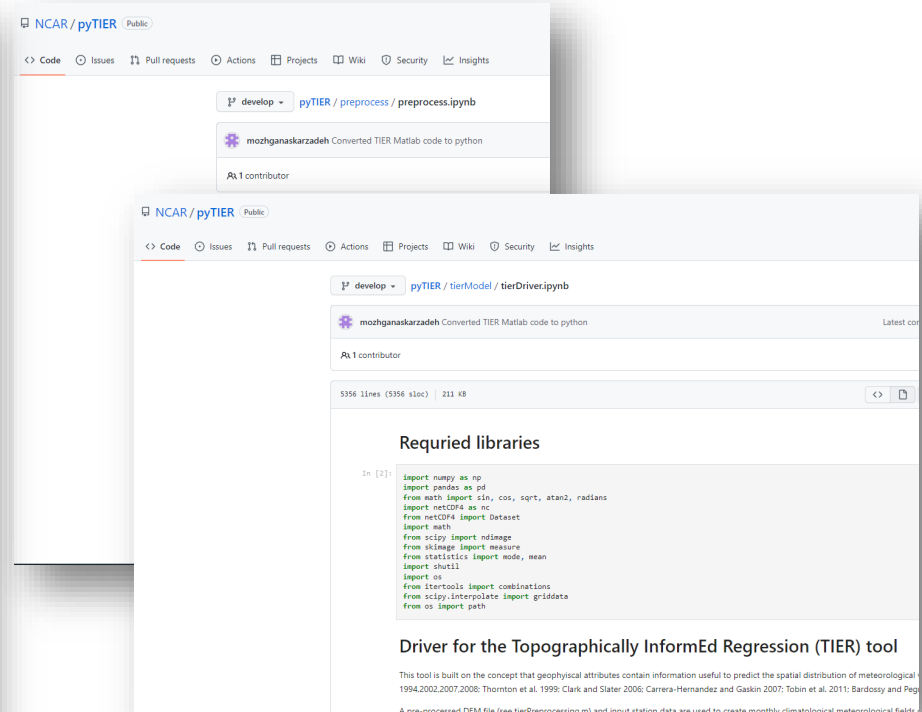 NCAR / pyTIER Public
Code Issues Pull requests Actions Projects Wiki Security Insights
develop pyTIER / preprocess / preprocess.ipynb
mozhganaskarzadeh Converted TIER Matlab code to python
1 contributor
NCAR / pyTIER Public
<> Code Issues Pull requests Actions Projects Wiki Security Insights
develop pyTIER / tierModel / tierDriver.ipynb
mozhganaskarzadeh Converted TIER Matlab code to python Latest
1 contributor
5356 lines (5356 sloc) 211 KB <>
Requried libraries
In [2]: import numpy as np
import pandas as pd
from math import sin, cos, sqrt, atan2, radians
import netCDF4 as nc
from netCDF4 import Dataset
import math
from scipy import ndimage
from skimage import measure
from statistics import mode, mean
import shutil
import os
from itertools import combinations
from scipy.interpolate import griddata
from os import path
Driver for the Topographically InformEd Regression (TIER) tool
This tool is built on the concept that geophyiscal attributes contain information useful to predict the spatial distribution of meteorological
1994,2002,2007,2008; Thornton et al. 1999; Clark and Slater 2006; Carrera-Hernandez and Gaskin 2007; Tobin et al. 2011; Bardossy and
A pre-processed DEM file (see tierPreprocessing.m) and input station data are used to create monthly climatological meteorological fields